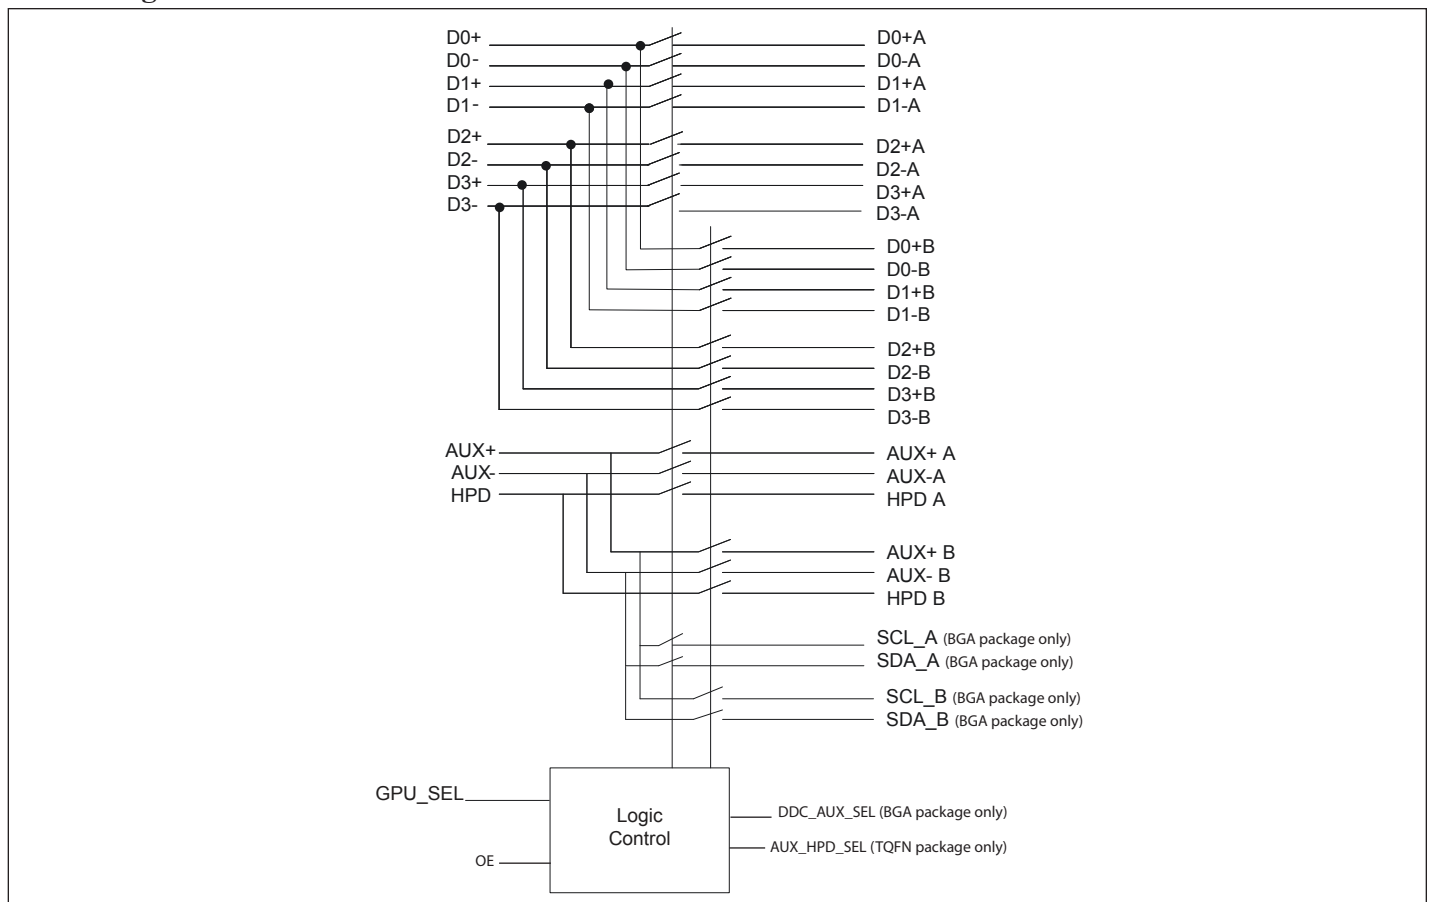 D0+ D0+A
D0- D0-A
D1+ D1+A
D1- D1-A
D2+ D2+A
D2- D2-A
D3+ D3+A
D3- D3-A
D0+B
D0-B
D1+B
D1-B
D2+B
D2-B
D3+B
D3-B
AUX+ AUX+ A
AUX- AUX-A
HPD HPD A
AUX+ B
AUX- B
HPD B
SCL_A (BGA package only)
SDA_A (BGA package only)
SCL_B (BGA package only)
SDA_B (BGA package only)
GPU_SEL
Logic
Control
DDC_AUX_SEL (BGA package only)
AUX_HPD_SEL (TQFN package only)
OE